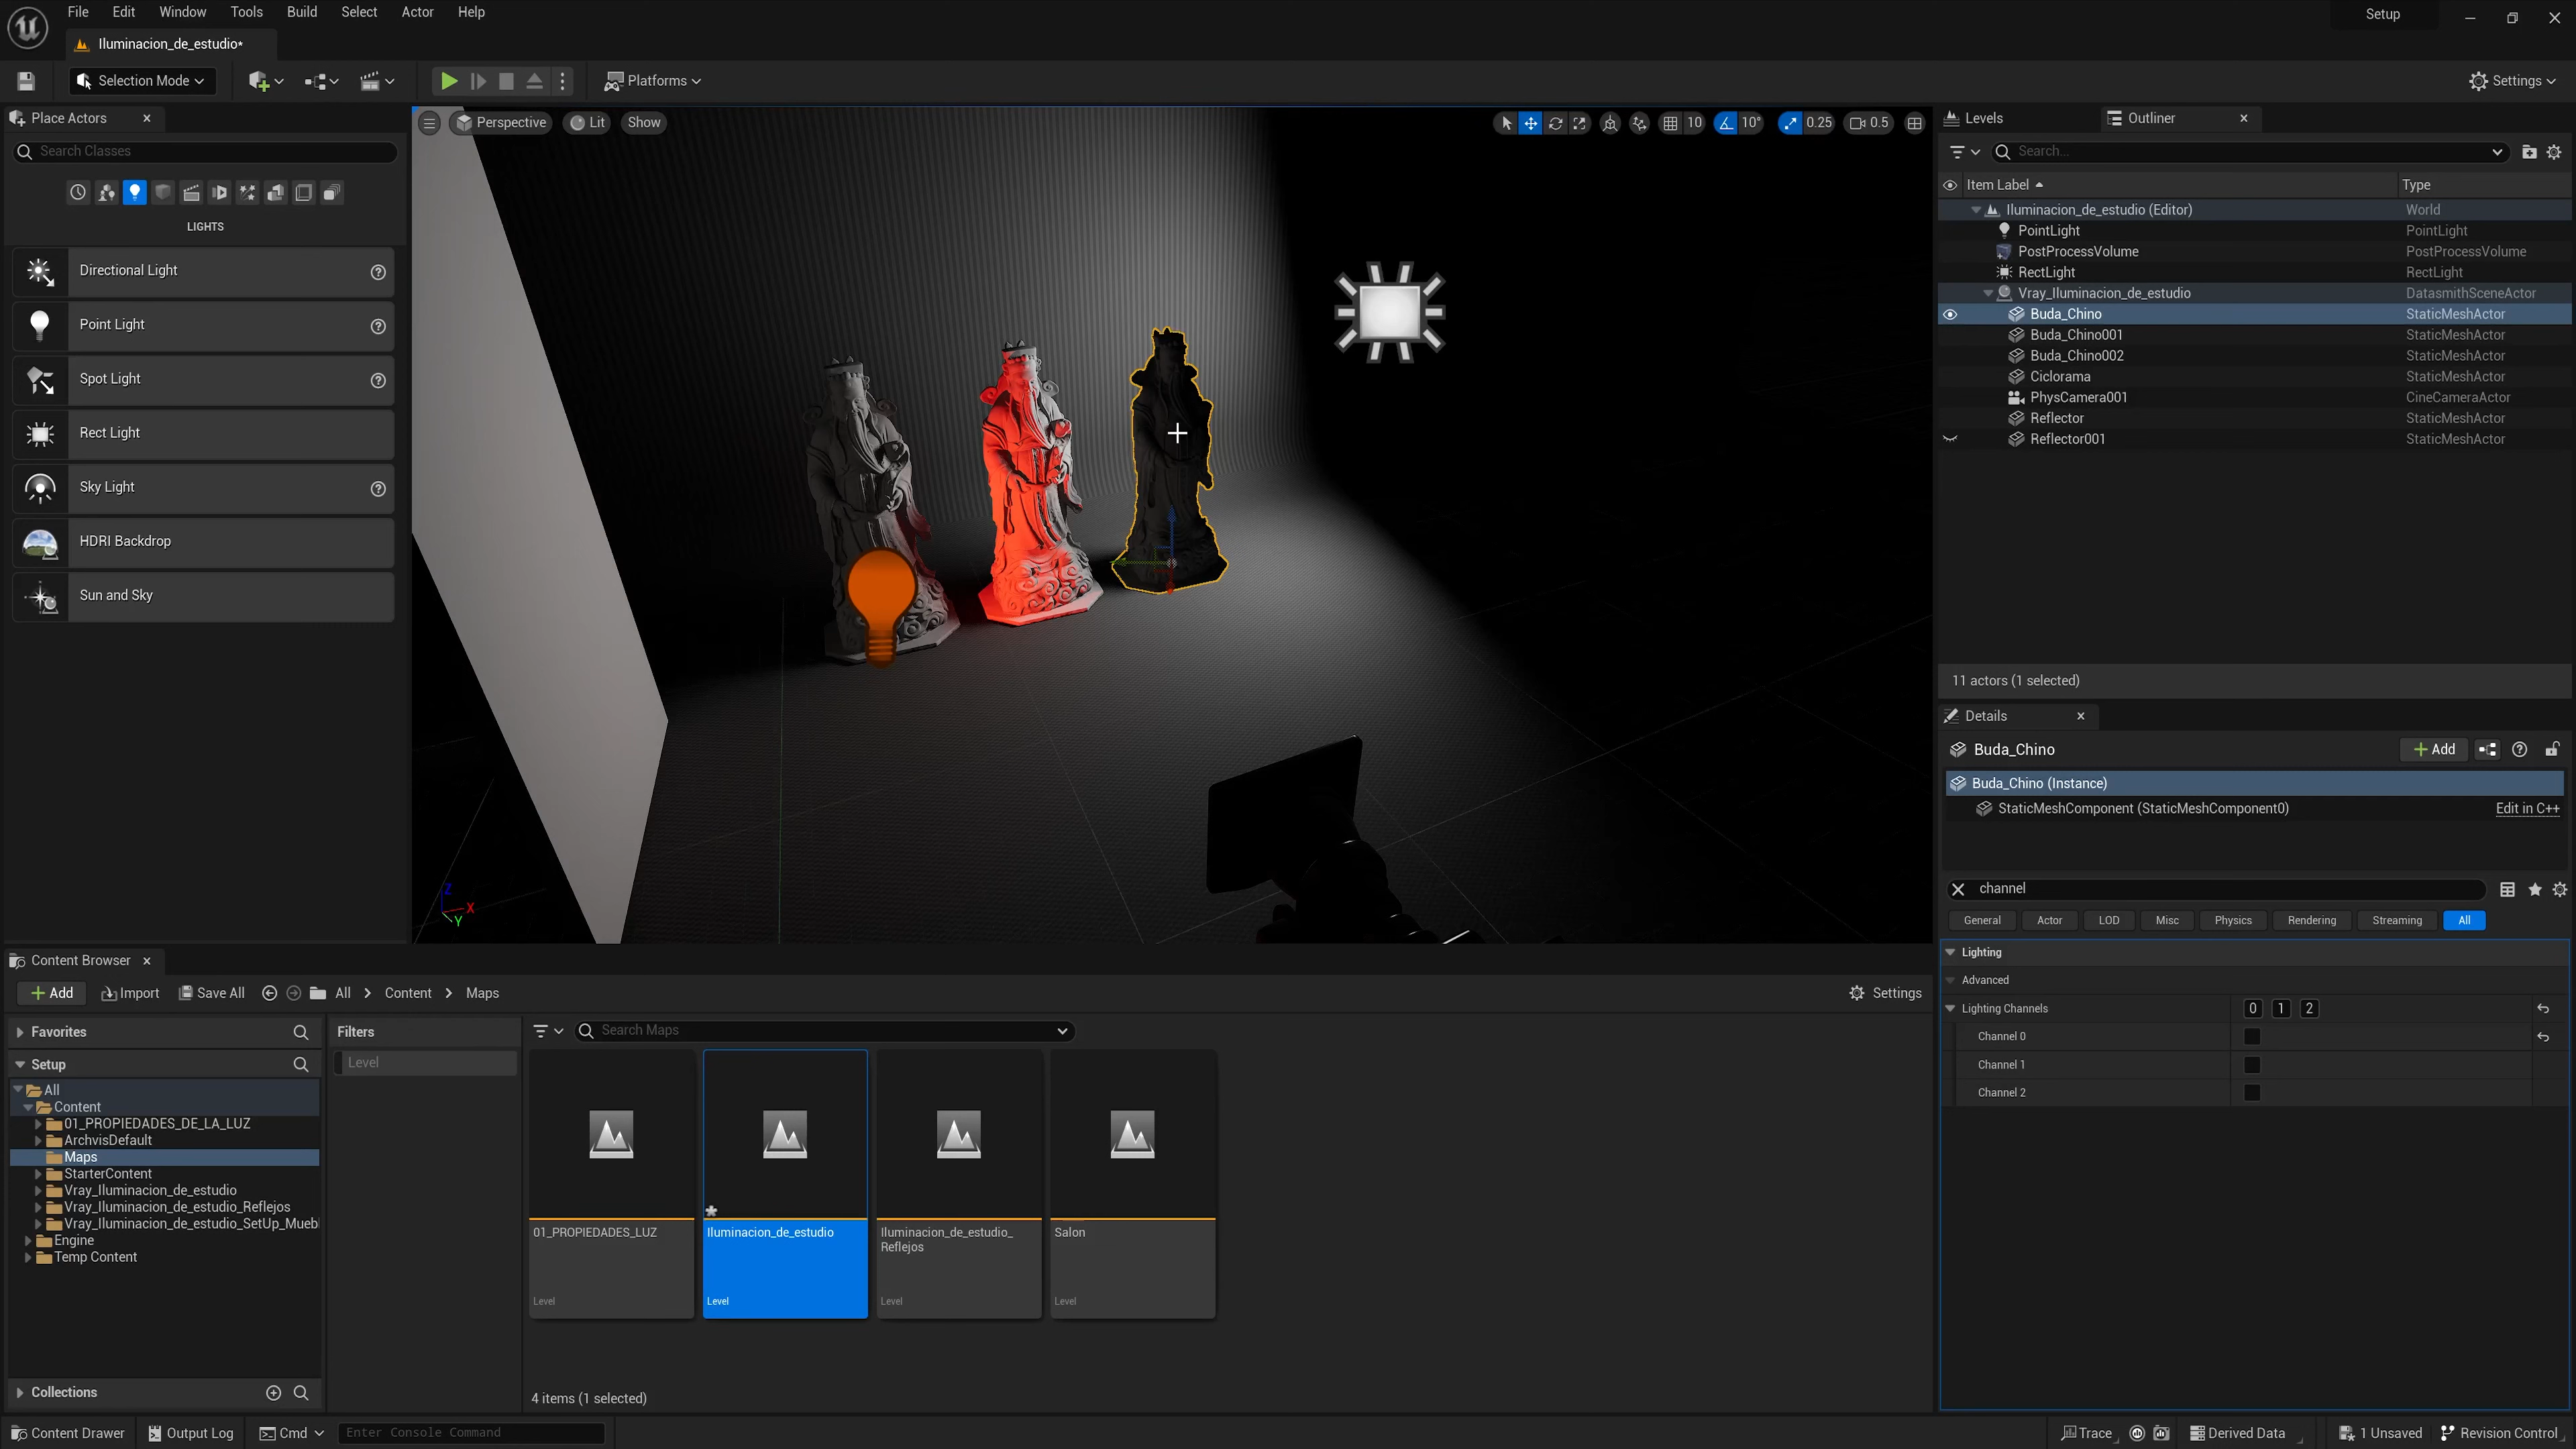 File Edit Window Tools Build Select Actor Help
Setup
Iluminacion_de_estudio*
Selection Mode
Platforms
Settings
Place Actors
Search Classes
LIGHTS
Directional Light
Point Light
Spot Light
Rect Light
Sky Light
HDRI Backdrop
Sun and Sky
Perspective Lit Show
10 10° 0.25 0.5
Z
X
Y
Levels Outliner
Search...
Item Label Type
Iluminacion_de_estudio (Editor) World
PointLight PointLight
PostProcessVolume PostProcessVolume
RectLight RectLight
Vray_Iluminacion_de_estudio DatasmithSceneActor
Buda_Chino StaticMeshActor
Buda_Chino001 StaticMeshActor
Buda_Chino002 StaticMeshActor
Ciclorama StaticMeshActor
PhysCamera001 CineCameraActor
Reflector StaticMeshActor
Reflector001 StaticMeshActor
11 actors (1 selected)
Details
Buda_Chino
Add
Buda_Chino (Instance)
StaticMeshComponent (StaticMeshComponent0) Edit in C++
channel
General Actor LOD Misc Physics Rendering Streaming All
Lighting
Advanced
Lighting Channels 0 1 2
Channel 0
Channel 1
Channel 2
Content Browser
Add Import Save All All Content Maps
Settings
Favorites
Setup
All
Content
01_PROPIEDADES_DE_LA_LUZ
ArchvisDefault
Maps
StarterContent
Vray_Iluminacion_de_estudio
Vray_Iluminacion_de_estudio_Reflejos
Vray_Iluminacion_de_estudio_SetUp_Muebl
Engine
Temp Content
Collections
Filters
Level
Search Maps
01_PROPIEDADES_LUZ
Level
Iluminacion_de_estudio
Level
Iluminacion_de_estudio_
Reflejos
Level
Salon
Level
4 items (1 selected)
Content Drawer Output Log Cmd Enter Console Command
Trace Derived Data 1 Unsaved Revision Control